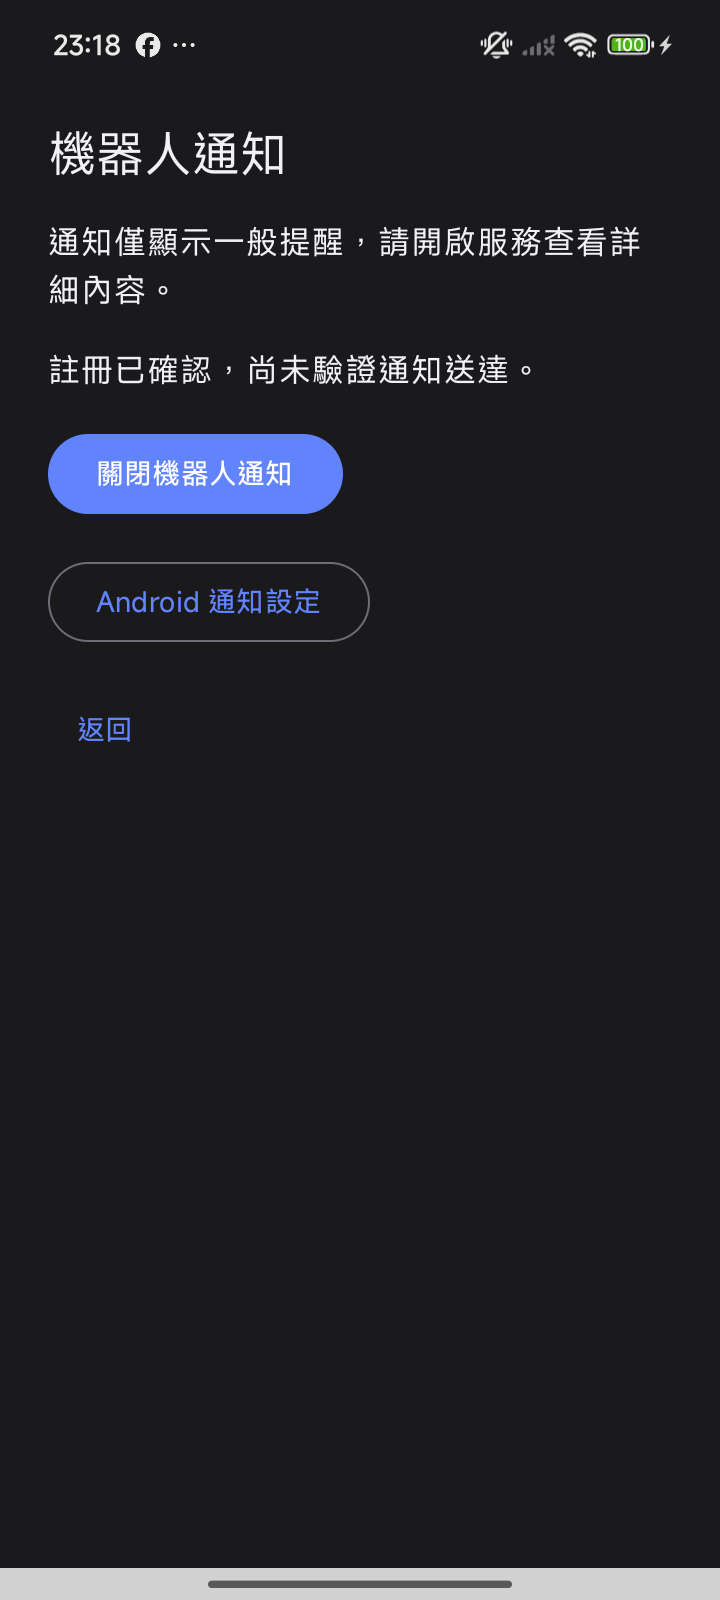 23:18
100
機器人通知
通知僅顯示一般提醒，請開啟服務查看詳
細內容。
註冊已確認，尚未驗證通知送達。
關閉機器人通知
Android 通知設定
返回